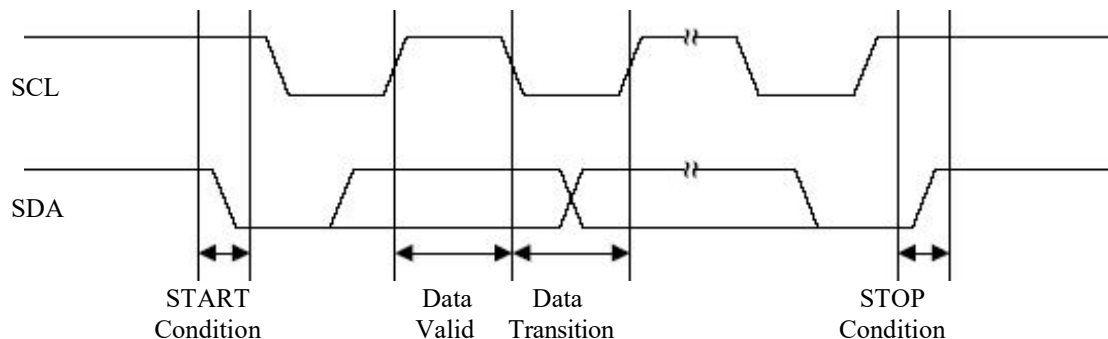 SCL
SDA
START
Condition
Data
Valid
Data
Transition
STOP
Condition